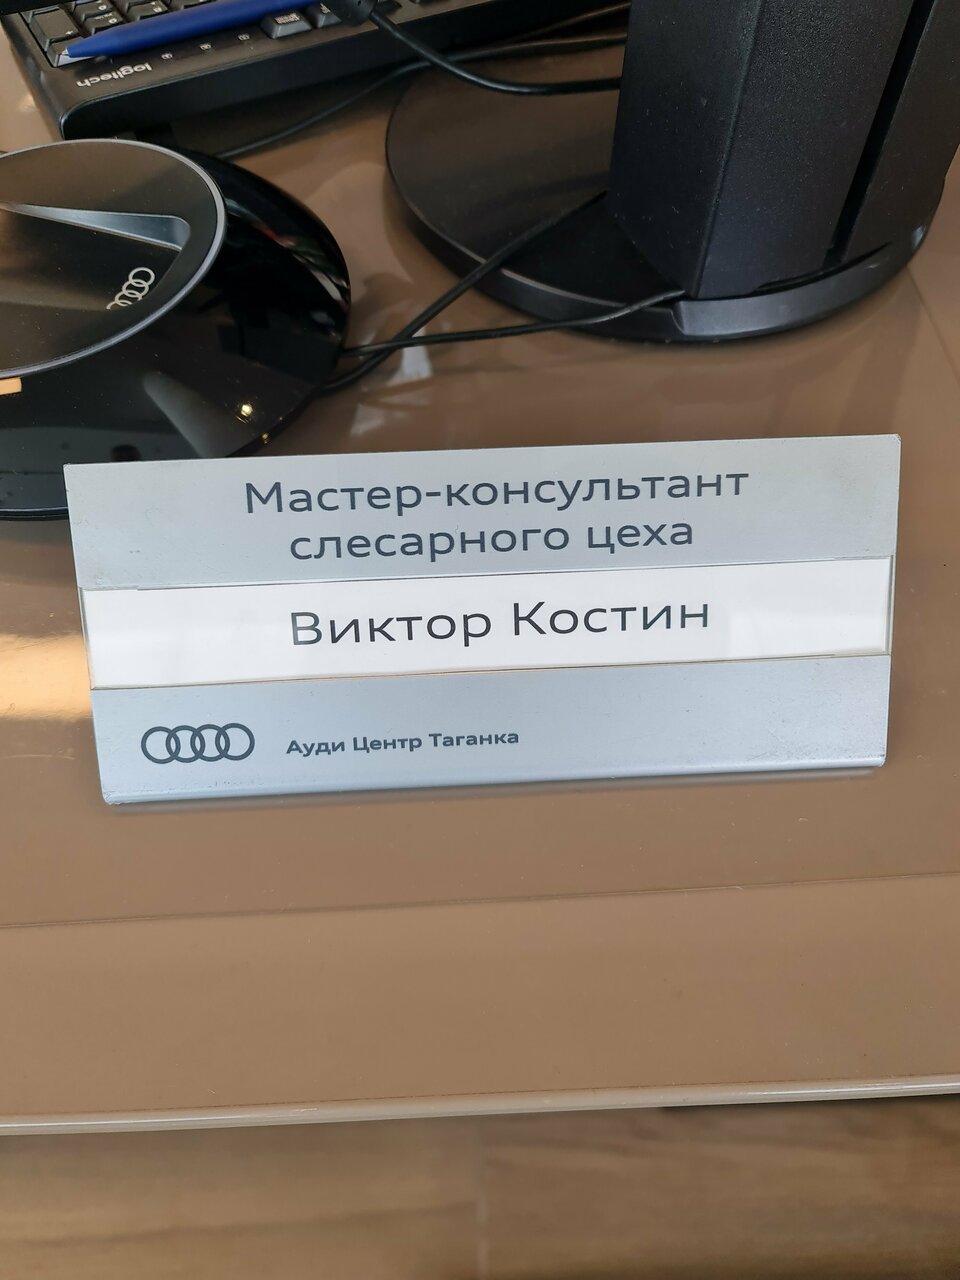 logitech
Мастер-консультант
слесарного цеха
Виктор Костин
Ауди Центр Таганка